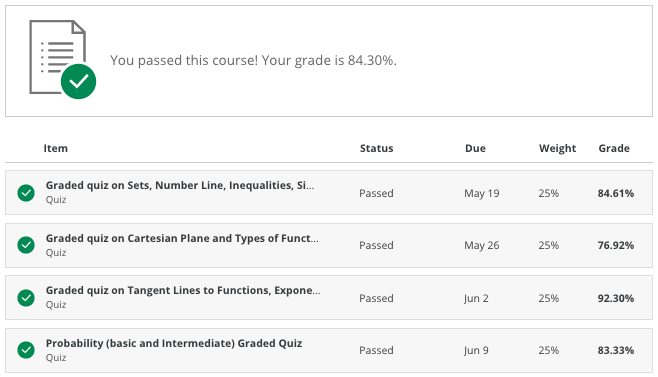 You passed this course! Your grade is 84.30%.
Item Status Due Weight Grade
Graded quiz on Sets, Number Line, Inequalities, Si...
Quiz
Passed May 19 25% 84.61%
Graded quiz on Cartesian Plane and Types of Funct...
Quiz
Passed May 26 25% 76.92%
Graded quiz on Tangent Lines to Functions, Expone...
Quiz
Passed Jun 2 25% 92.30%
Probability (basic and Intermediate) Graded Quiz
Quiz
Passed Jun 9 25% 83.33%